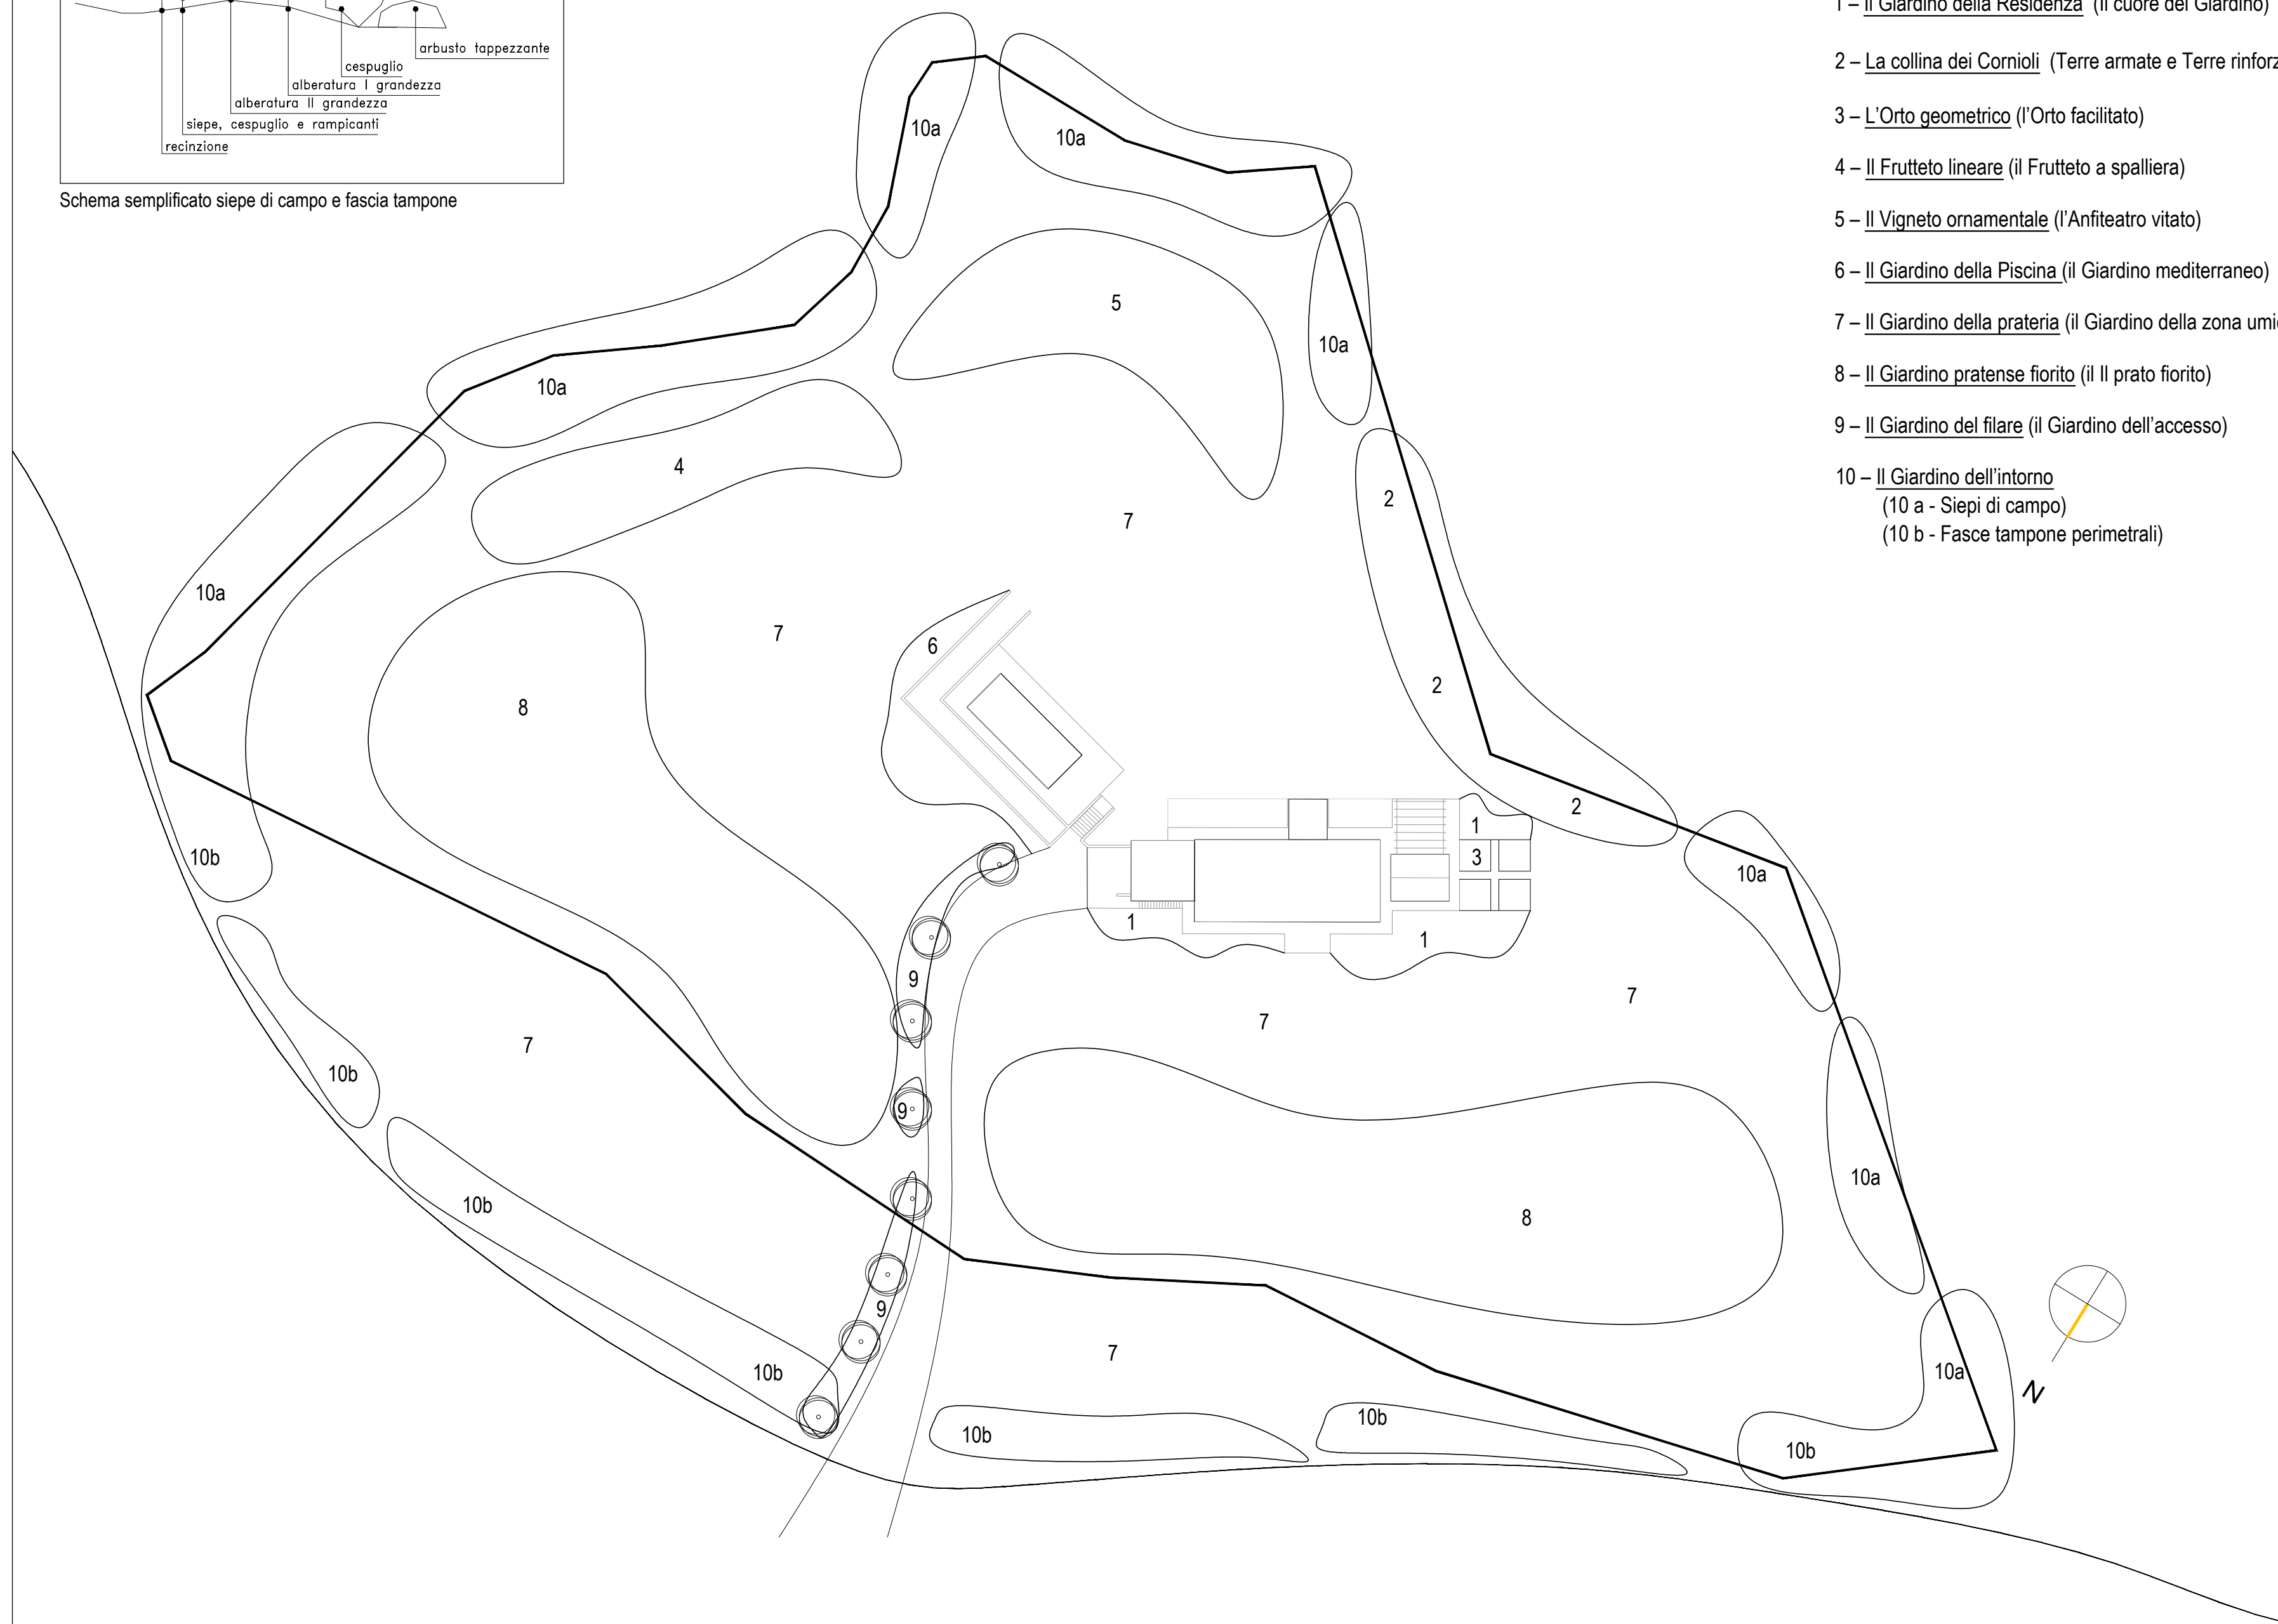 arbusto tappezzante
cespuglio
alberatura I grandezza
alberatura II grandezza
siepe, cespuglio e rampicanti
recinzione
Schema semplificato siepe di campo e fascia tampone
1 – Il Giardino della Residenza (Il cuore del Giardino)
2 – La collina dei Cornioli (Terre armate e Terre
3 – L'Orto geometrico (l'Orto facilitato)
4 – Il Frutteto lineare (il Frutteto a spalliera)
5 – Il Vigneto ornamentale (l'Anfiteatro vitato)
6 – Il Giardino della Piscina (il Giardino mediterraneo)
7 – Il Giardino della prateria (il Giardino della zona
8 – Il Giardino pratense fiorito (il Il prato fiorito)
9 – Il Giardino del filare (il Giardino dell'accesso)
10 – Il Giardino dell'intorno
(10 a - Siepi di campo)
(10 b - Fasce tampone perimetrali)
10a
10a
5
10a
10a
4
2
7
10a
7
6
2
8
2
1
10b
3
10a
1
1
9
7
7
7
10b
9
10a
10b
8
9
7
10a
10b
10b
10b
10b
N